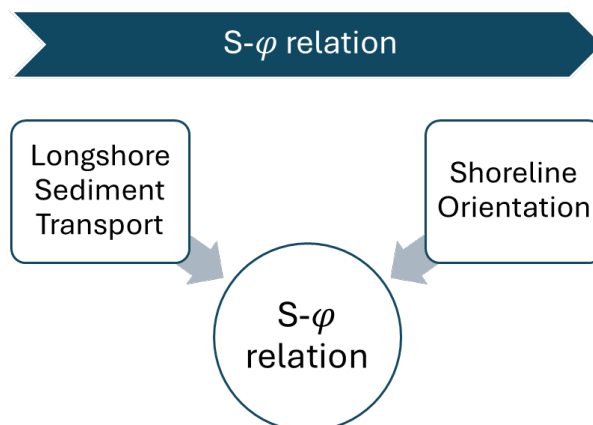 S-φ relation
Longshore
Sediment
Transport
Shoreline
Orientation
S-φ
relation